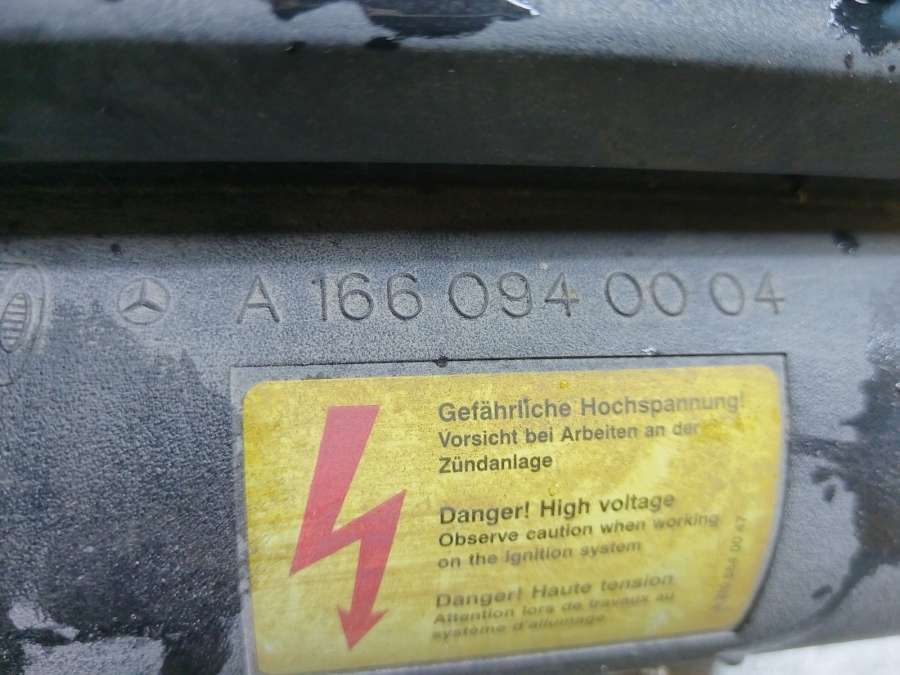 A 166 094 00 04
Gefährliche Hochspannung!
Vorsicht bei Arbeiten an der
Zündanlage
Danger! High voltage
Observe caution when working
on the Ignition system
Danger! Haute tension
Attention lors de travaux au
système d'allumage